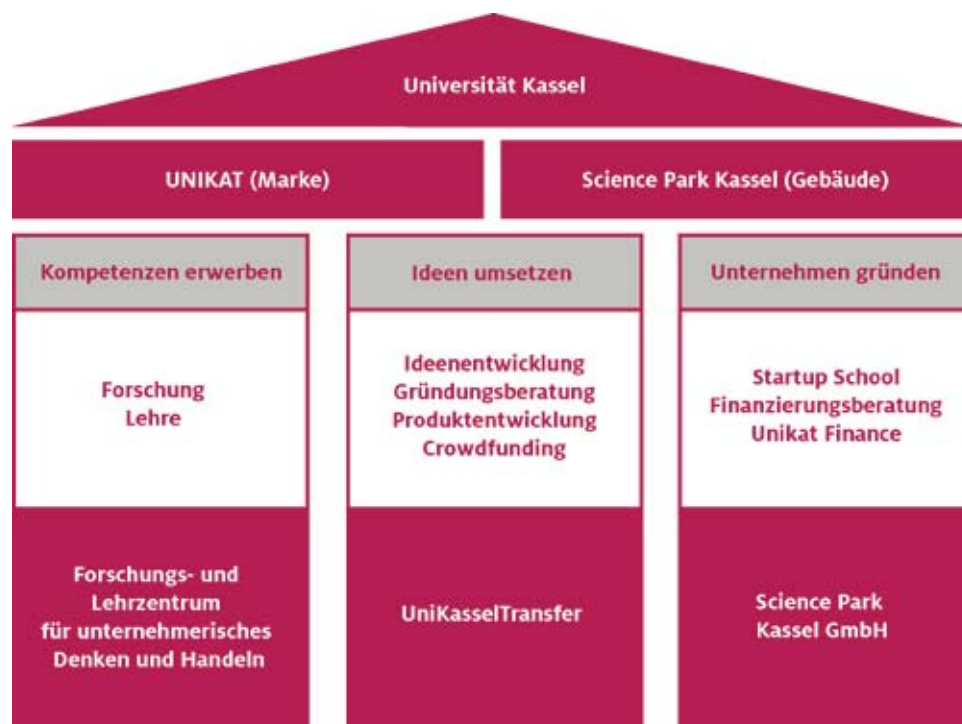 Universität Kassel
UNIKAT (Marke)
Science Park Kassel (Gebäude)
Kompetenzen erwerben
Forschung
Lehre
Forschungs- und
Lehrzentrum
für unternehmerisches
Denken und Handeln
Ideen umsetzen
Ideenentwicklung
Gründungsberatung
Produktentwicklung
Crowdfunding
UniKasselTransfer
Unternehmen gründen
Startup School
Finanzierungsberatung
Unikat Finance
Science Park
Kassel GmbH